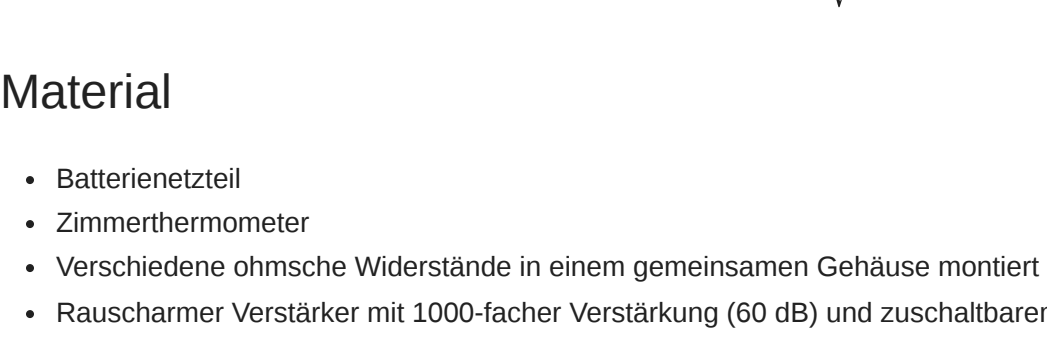 Material
• Batterienetzteil
• Zimmerthermometer
• Verschiedene ohmsche Widerstände in einem gemeinsamen Gehäuse montiert
• Rauscharmer Verstärker mit 1000-facher Verstärkung (60 dB) und